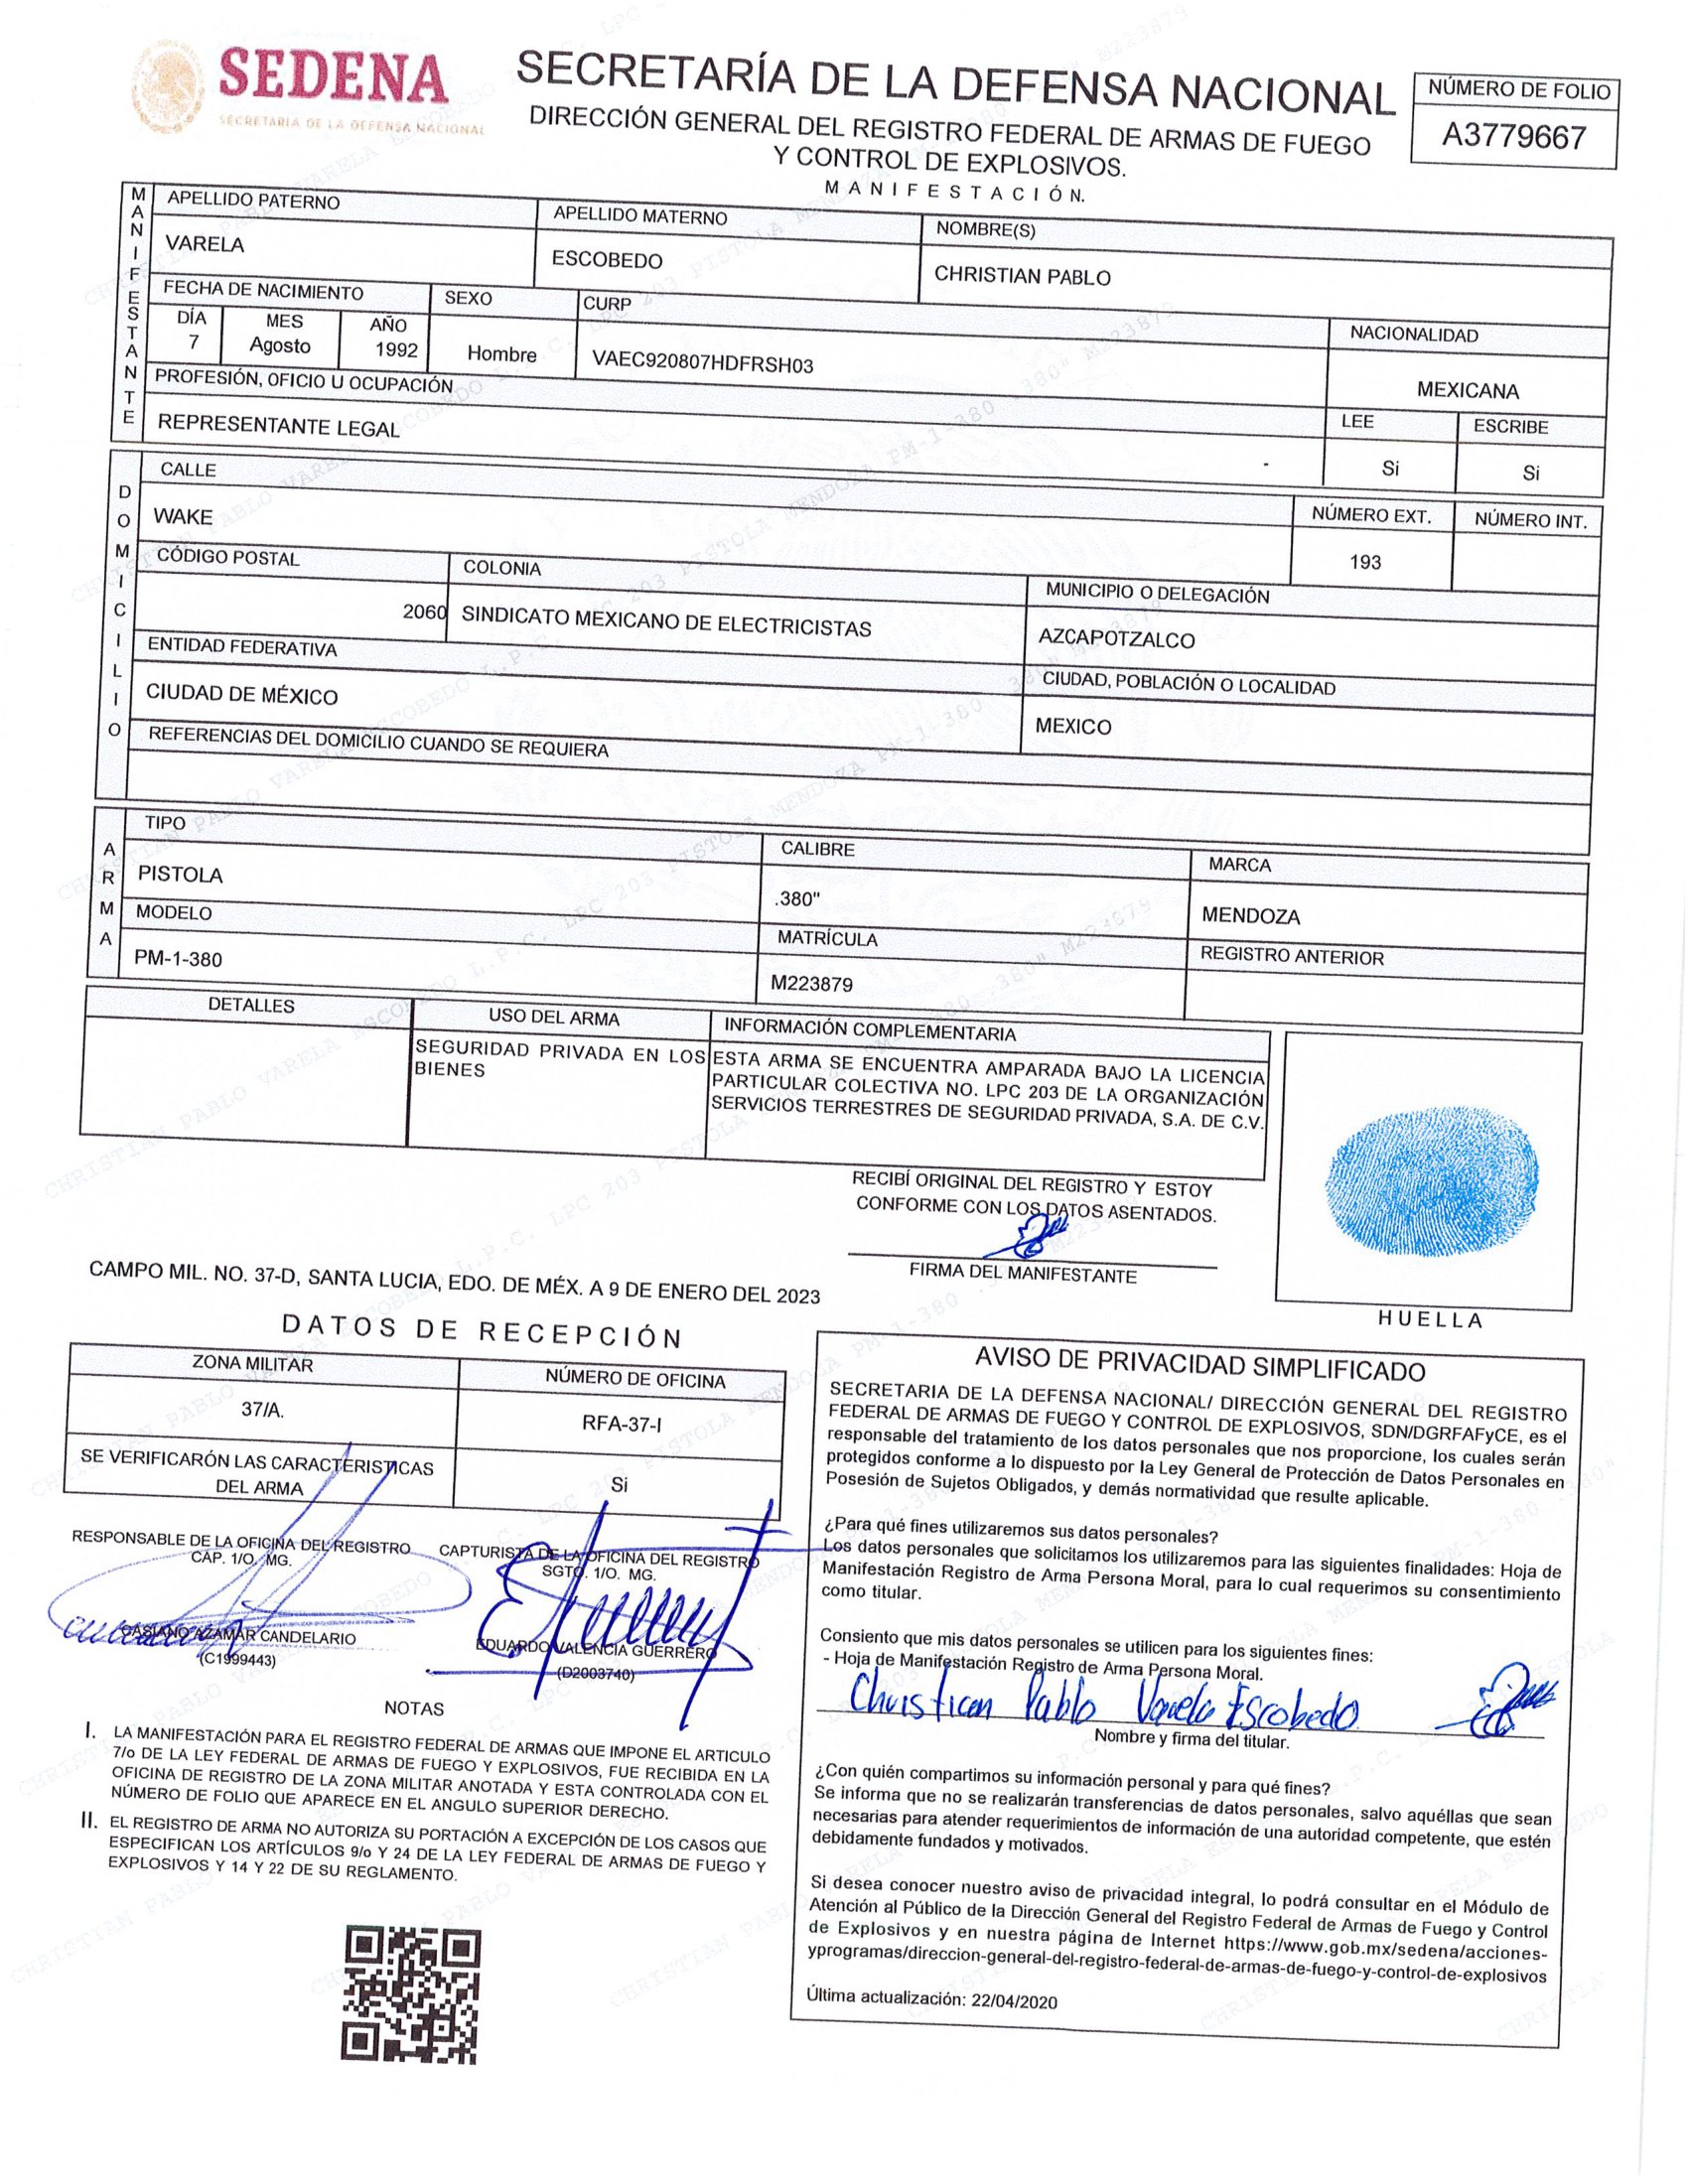 SEDENA
SECRETARÍA DE LA DEFENSA NACIONAL
SECRETARÍA DE LA DEFENSA NACIONAL
DIRECCIÓN GENERAL DEL REGISTRO FEDERAL DE ARMAS DE FUEGO
Y CONTROL DE EXPLOSIVOS.
MANIFESTACIÓN.
NÚMERO DE FOLIO
A3779667
MANIFESTANTE
APELLIDO PATERNO
APELLIDO MATERNO
NOMBRE(S)
VARELA
ESCOBEDO
CHRISTIAN PABLO
FECHA DE NACIMIENTO
SEXO
CURP
NACIONALIDAD
DÍA
MES
AÑO
7
Agosto
1992
Hombre
VAEC920807HDFRSH03
MEXICANA
PROFESIÓN, OFICIO U OCUPACIÓN
LEE
ESCRIBE
REPRESENTANTE LEGAL
Si
Si
DOMICILIO
CALLE
NÚMERO EXT.
NÚMERO INT.
WAKE
193
CÓDIGO POSTAL
COLONIA
MUNICIPIO O DELEGACIÓN
2060
SINDICATO MEXICANO DE ELECTRICISTAS
AZCAPOTZALCO
ENTIDAD FEDERATIVA
CIUDAD, POBLACIÓN O LOCALIDAD
CIUDAD DE MÉXICO
MEXICO
REFERENCIAS DEL DOMICILIO CUANDO SE REQUIERA
ARMA
TIPO
CALIBRE
MARCA
PISTOLA
.380"
MENDOZA
MODELO
MATRÍCULA
REGISTRO ANTERIOR
PM-1-380
M223879
DETALLES
USO DEL ARMA
INFORMACIÓN COMPLEMENTARIA
SEGURIDAD PRIVADA EN LOS
BIENES
ESTA ARMA SE ENCUENTRA AMPARADA BAJO LA LICENCIA
PARTICULAR COLECTIVA NO. LPC 203 DE LA ORGANIZACIÓN
SERVICIOS TERRESTRES DE SEGURIDAD PRIVADA, S.A. DE C.V.
RECIBÍ ORIGINAL DEL REGISTRO Y ESTOY
CONFORME CON LOS DATOS ASENTADOS.
FIRMA DEL MANIFESTANTE
HUELLA
CAMPO MIL. NO. 37-D, SANTA LUCIA, EDO. DE MÉX. A 9 DE ENERO DEL 2023
DATOS DE RECEPCIÓN
ZONA MILITAR
NÚMERO DE OFICINA
37/A.
RFA-37-I
SE VERIFICARÓN LAS CARACTERISTICAS
DEL ARMA
Si
RESPONSABLE DE LA OFICINA DEL REGISTRO
CAP. 1/O. MG.
CASIANO AZAMAR CANDELARIO
(C1999443)
CAPTURISTA DE LA OFICINA DEL REGISTRO
SGTO. 1/O. MG.
EDUARDO VALENCIA GUERRERO
(D2003740)
NOTAS
I. LA MANIFESTACIÓN PARA EL REGISTRO FEDERAL DE ARMAS QUE IMPONE EL ARTICULO
7/o DE LA LEY FEDERAL DE ARMAS DE FUEGO Y EXPLOSIVOS, FUE RECIBIDA EN LA
OFICINA DE REGISTRO DE LA ZONA MILITAR ANOTADA Y ESTA CONTROLADA CON EL
NÚMERO DE FOLIO QUE APARECE EN EL ANGULO SUPERIOR DERECHO.
II. EL REGISTRO DE ARMA NO AUTORIZA SU PORTACIÓN A EXCEPCIÓN DE LOS CASOS QUE
ESPECIFICAN LOS ARTÍCULOS 9/o Y 24 DE LA LEY FEDERAL DE ARMAS DE FUEGO Y
EXPLOSIVOS Y 14 Y 22 DE SU REGLAMENTO.
AVISO DE PRIVACIDAD SIMPLIFICADO
SECRETARIA DE LA DEFENSA NACIONAL/ DIRECCIÓN GENERAL DEL REGISTRO
FEDERAL DE ARMAS DE FUEGO Y CONTROL DE EXPLOSIVOS, SDN/DGRFAFyCE, es el
responsable del tratamiento de los datos personales que nos proporcione, los cuales serán
protegidos conforme a lo dispuesto por la Ley General de Protección de Datos Personales en
Posesión de Sujetos Obligados, y demás normatividad que resulte aplicable.
¿Para qué fines utilizaremos sus datos personales?
Los datos personales que solicitamos los utilizaremos para las siguientes finalidades: Hoja de
Manifestación Registro de Arma Persona Moral, para lo cual requerimos su consentimiento
como titular.
Consiento que mis datos personales se utilicen para los siguientes fines:
- Hoja de Manifestación Registro de Arma Persona Moral.
Christian Pablo Varela Escobedo
Nombre y firma del titular.
¿Con quién compartimos su información personal y para qué fines?
Se informa que no se realizarán transferencias de datos personales, salvo aquéllas que sean
necesarias para atender requerimientos de información de una autoridad competente, que estén
debidamente fundados y motivados.
Si desea conocer nuestro aviso de privacidad integral, lo podrá consultar en el Módulo de
Atención al Público de la Dirección General del Registro Federal de Armas de Fuego y Control
de Explosivos y en nuestra página de Internet https://www.gob.mx/sedena/acciones-
yprogramas/direccion-general-del-registro-federal-de-armas-de-fuego-y-control-de-explosivos
Última actualización: 22/04/2020